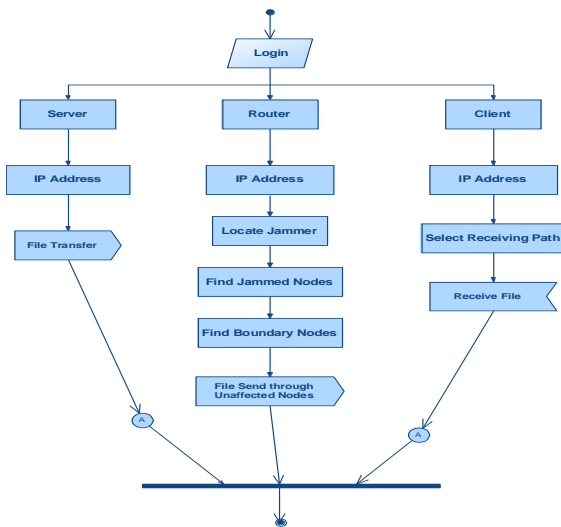 Login
Server
Router
Client
IP Address
IP Address
IP Address
File Transfer
Locate Jammer
Select Receiving Path
Find Jammed Nodes
Receive File
Find Boundary Nodes
File Send through
Unaffected Nodes
A
A